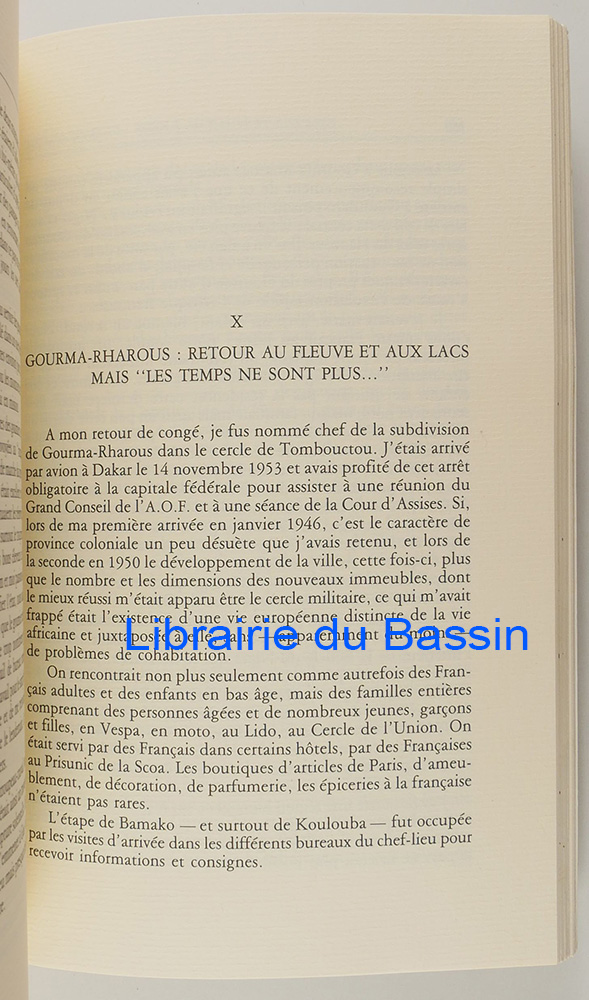 X
GOURMA-RHAROUS : RETOUR AU FLEUVE ET AUX LACS
MAIS “LES TEMPS NE SONT PLUS...”
A mon retour de congé, je fus nommé chef de la subdivision
de Gourma-Rharous dans le cercle de Tombouctou. J’étais arrivé
par avion à Dakar le 14 novembre 1953 et avais profité de cet arrêt
obligatoire à la capitale fédérale pour assister à une réunion du
Grand Conseil de l’A.O.F. et à une séance de la Cour d’Assises. Si,
lors de ma première arrivée en janvier 1946, c’est le caractère de
province coloniale un peu désuète que j’avais retenu, et lors de
la seconde en 1950 le développement de la ville, cette fois-ci, plus
que le nombre et les dimensions des nouveaux immeubles, dont
le mieux réussi m’était apparu être le cercle militaire, ce qui m’avait
frappé était l’existence d’une vie européenne distincte de la vie
africaine et juxtaposée à elle, sans — apparemment du moins —
Librairie du Bassin
de problèmes de cohabitation.
On rencontrait non plus seulement comme autrefois des Fran-
çais adultes et des enfants en bas âge, mais des familles entières
comprenant des personnes âgées et de nombreux jeunes, garçons
et filles, en Vespa, en moto, au Lido, au Cercle de l’Union. On
était servi par des Français dans certains hôtels, par des Françaises
au Prisunic de la Scoa. Les boutiques d’articles de Paris, d’ameu-
blement, de décoration, de parfumerie, les épiceries à la française
n’étaient pas rares.
L’étape de Bamako — et surtout de Koulouba — fut occupée
par les visites d’arrivée dans les différents bureaux du chef-lieu pour
recevoir informations et consignes.